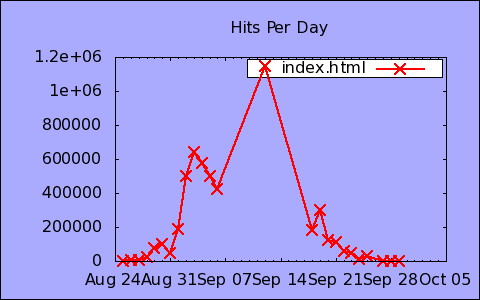 Hits Per Day
index.html
1.2e+06
1e+06
800000
600000
400000
200000
0
Aug 24 Aug 31 Sep 07 Sep 14 Sep 21 Sep 28 Oct 05